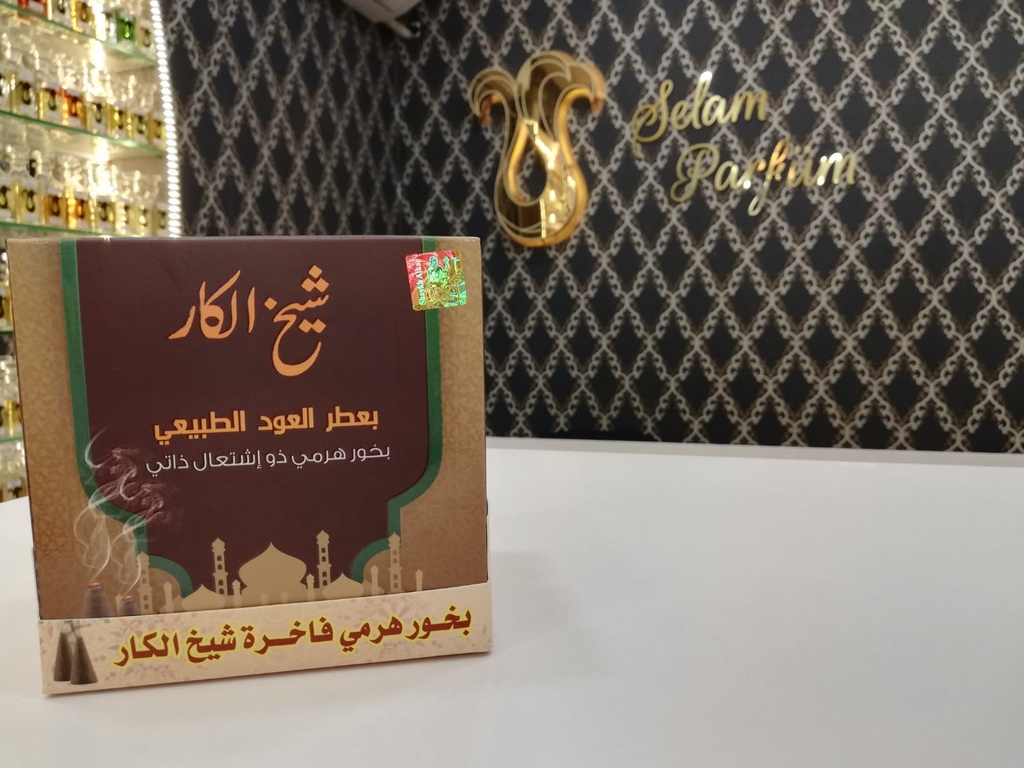 Selam
Parfüm
شيخ الكار
بعطر العود الطبيعي
بخور هرمي ذو إشتعال ذاتي
بخور هرمي فاخرة شيخ الكار